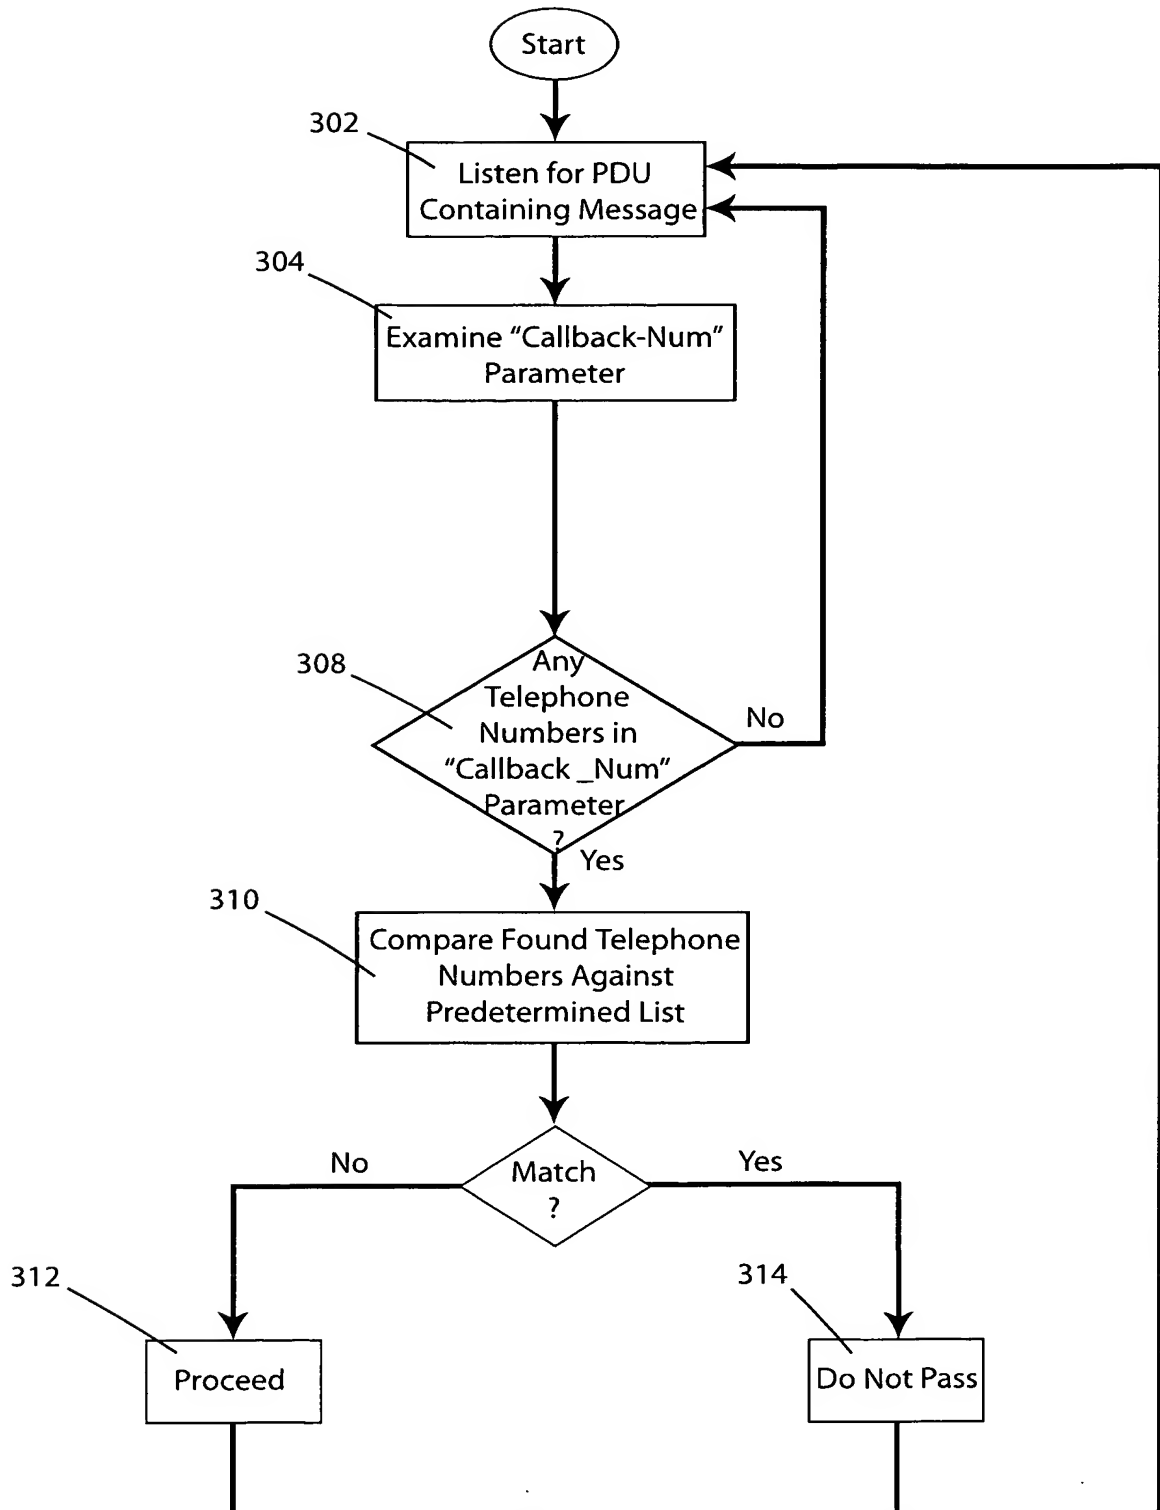 Start
302
Listen for PDU
Containing Message
304
Examine “Callback-Num”
Parameter
308
Any
Telephone
Numbers in
“Callback _Num”
Parameter
?
No
Yes
310
Compare Found Telephone
Numbers Against
Predetermined List
Match
?
No
Yes
312
Proceed
314
Do Not Pass